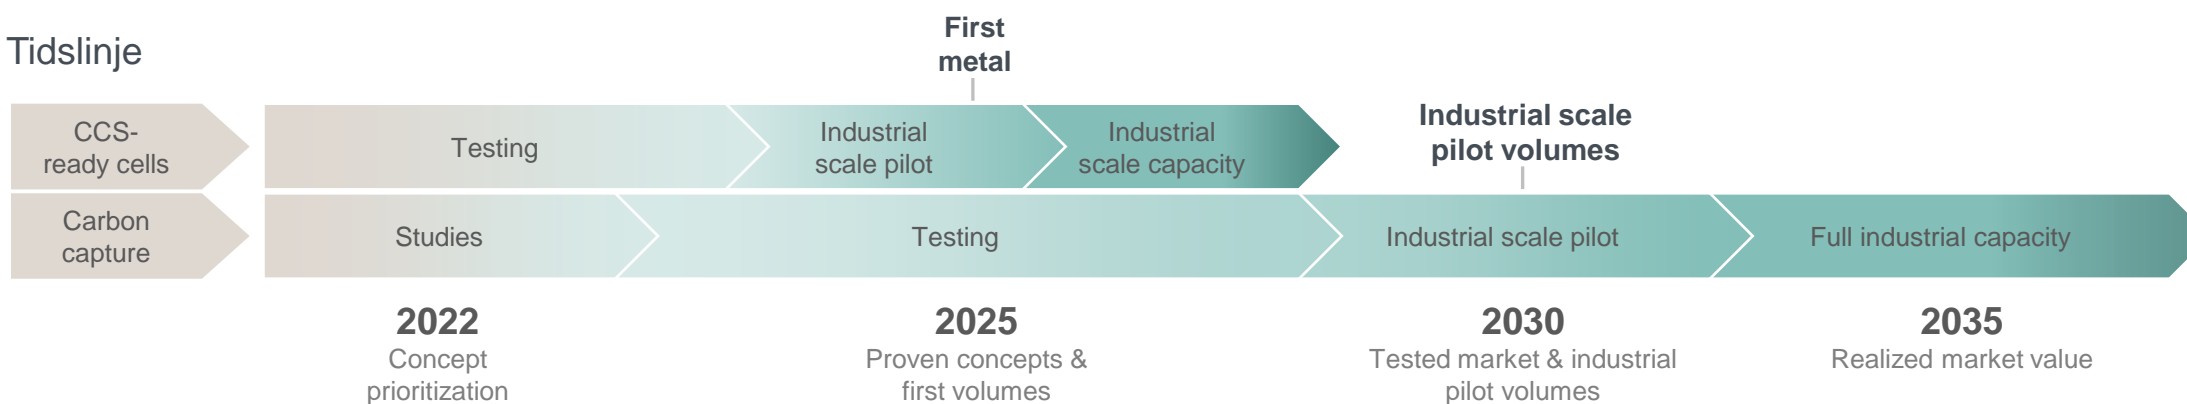 Tidslinje
First
metal
CCS-
ready cells
Testing
Industrial
scale pilot
Industrial
scale capacity
Industrial scale
pilot volumes
Carbon
capture
Studies
Testing
Industrial scale pilot
Full industrial capacity
2022
Concept
prioritization
2025
Proven concepts &
first volumes
2030
Tested market & industrial
pilot volumes
2035
Realized market value